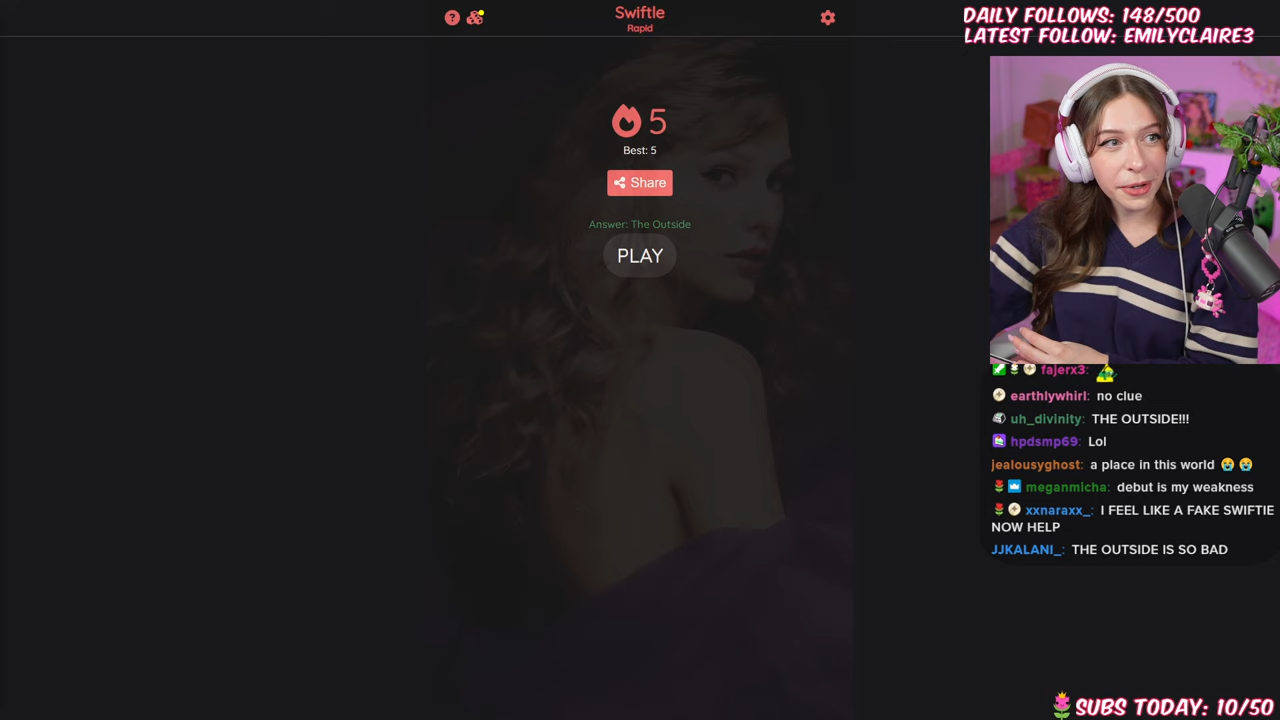 Swiftle
Rapid
DAILY FOLLOWS: 148/500
LATEST FOLLOW: EMILYCLAIRE3
5
Best: 5
Share
Answer: The Outside
PLAY
fajerx3:
earthlywhirl: no clue
uh_divinity: THE OUTSIDE!!!
hpdsmp69: Lol
jealousyghost: a place in this world 😭 😭
meganmicha: debut is my weakness
xxnaraxx_: I FEEL LIKE A FAKE SWIFTIE
NOW HELP
JJKALANI_: THE OUTSIDE IS SO BAD
SUBS TODAY: 10/50